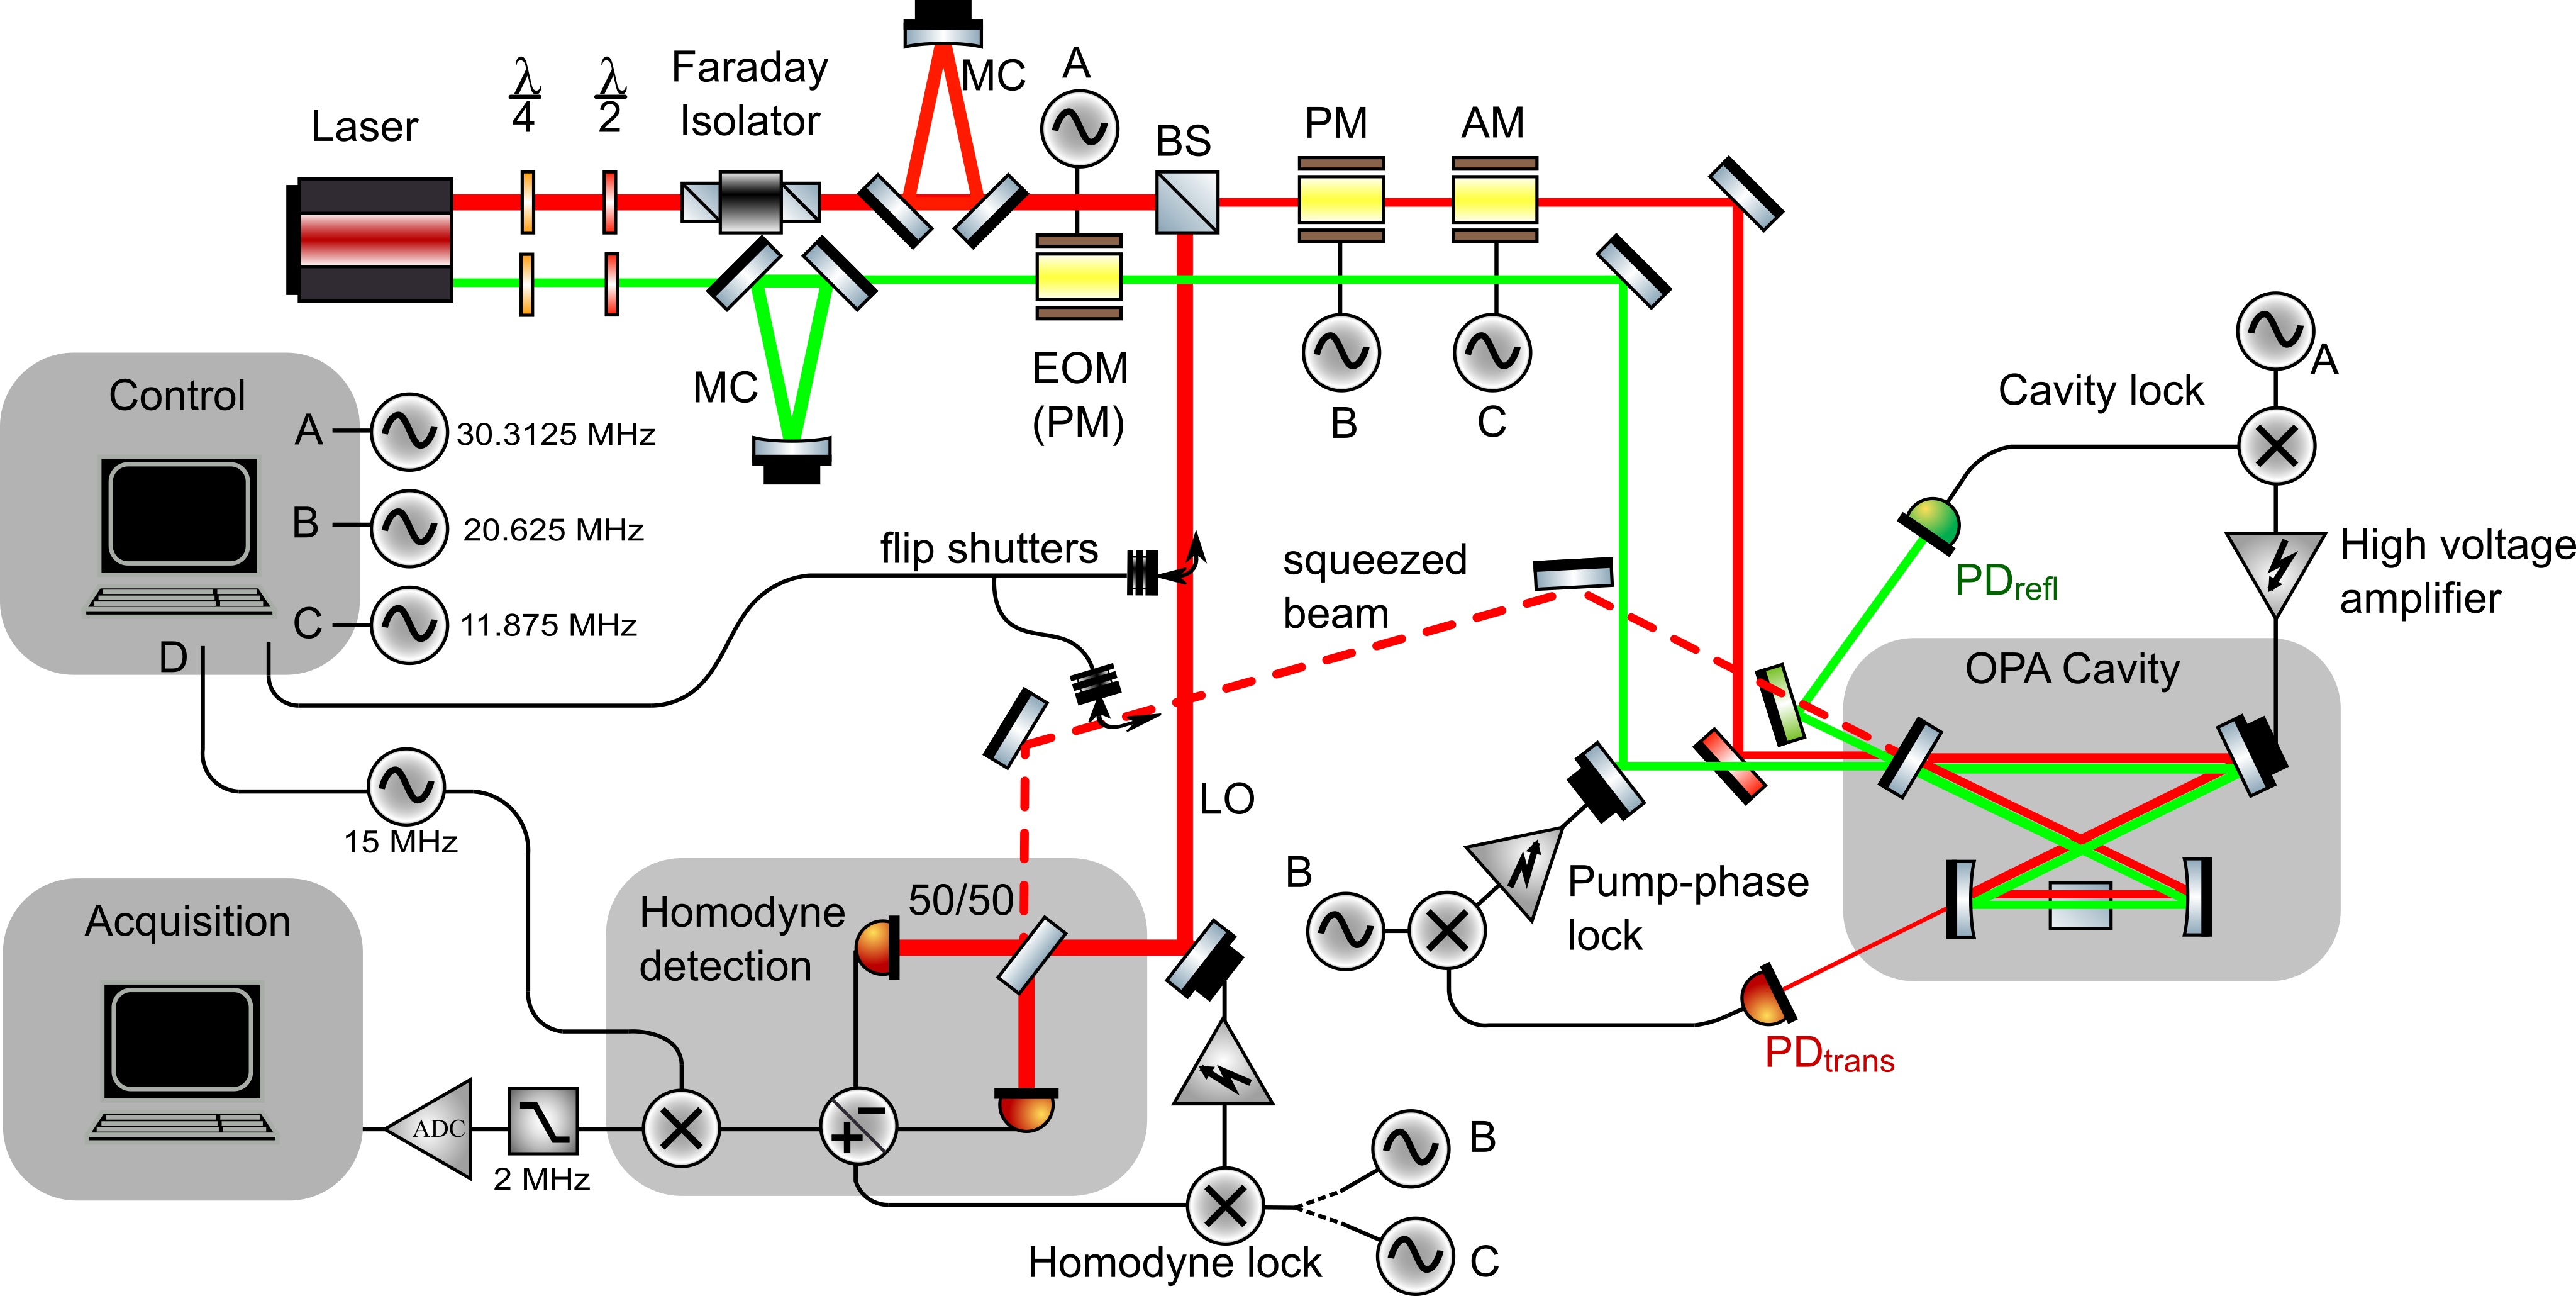 Laser
λ
4
λ
2
Faraday
Isolator
MC
A
BS
PM
AM
MC
EOM
(PM)
B
C
Control
A
30.3125 MHz
B
20.625 MHz
C
11.875 MHz
D
15 MHz
flip shutters
squeezed
beam
LO
Cavity lock
A
PDrefl
High voltage
amplifier
OPA Cavity
B
Pump-phase
lock
PDtrans
Acquisition
Homodyne
detection
50/50
ADC
2 MHz
Homodyne lock
B
C